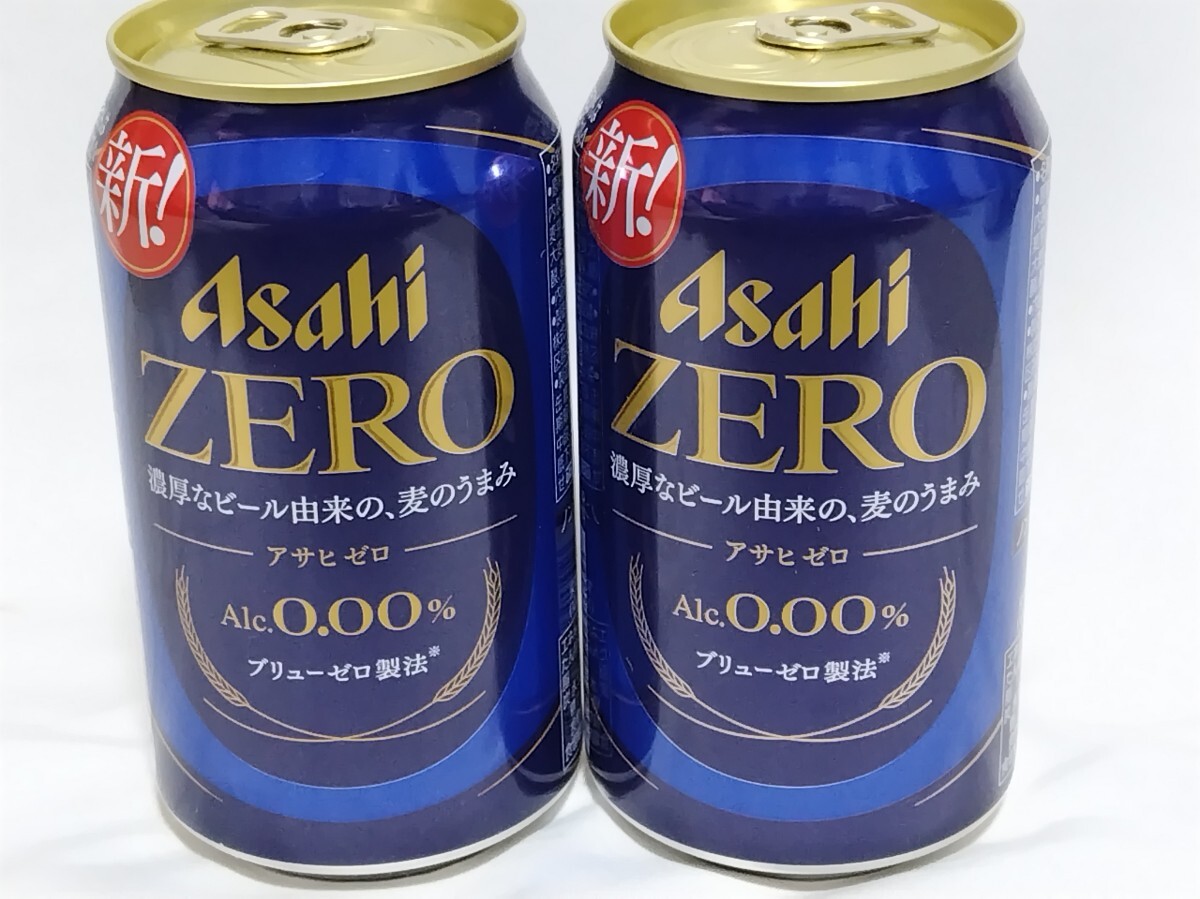 新!
Asahi
ZERO
濃厚なビール由来の、麦のうまみ
アサヒ ゼロ
Alc.0.00%
ブリューゼロ製法※
新!
Asahi
ZERO
濃厚なビール由来の、麦のうまみ
アサヒ ゼロ
Alc.0.00%
ブリューゼロ製法※